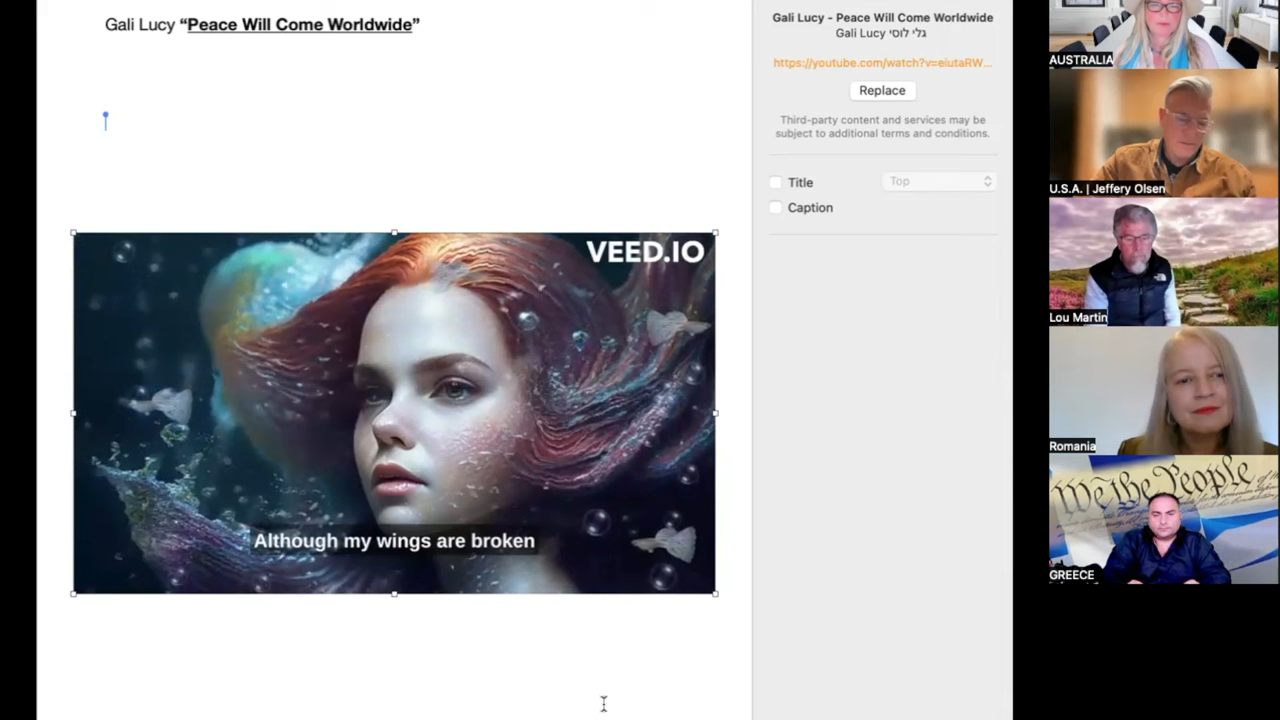 Gali Lucy “Peace Will Come Worldwide”
VEED.IO
Although my wings are broken
Gali Lucy - Peace Will Come Worldwide
Gali Lucy גלי לוסי
https://youtube.com/watch?v=eiutaRW...
Replace
Third-party content and services may be
subject to additional terms and conditions.
Title
Top
Caption
AUSTRALIA
U.S.A. | Jeffery Olsen
Lou Martin
Romania
We the People
GREECE